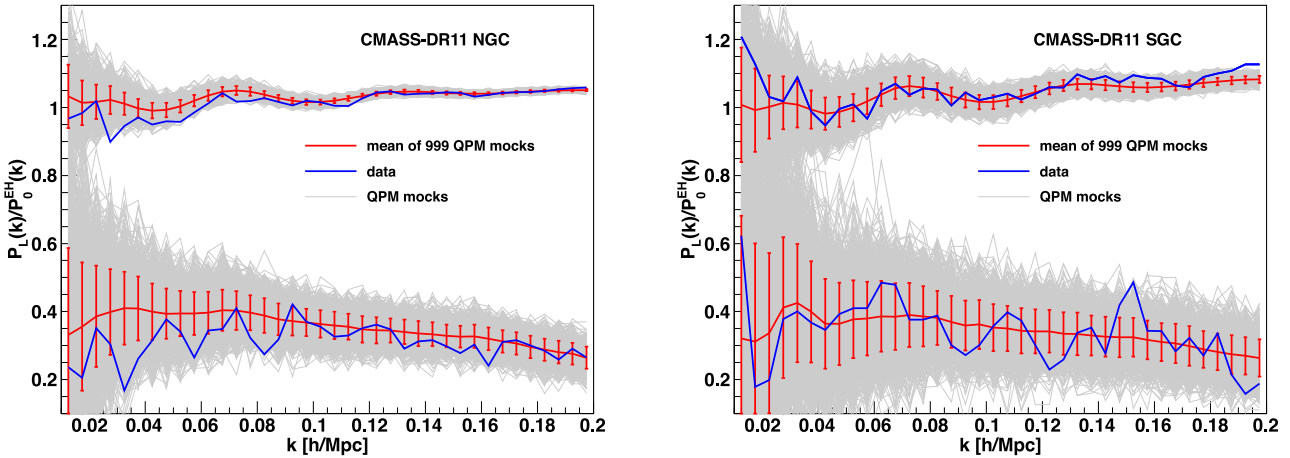 CMASS-DR11 NGC
P_L(k)/P_0^EH(k)
1.2
1
0.8
0.6
0.4
0.2
mean of 999 QPM mocks
data
QPM mocks
0.02 0.04 0.06 0.08 0.1 0.12 0.14 0.16 0.18 0.2
k [h/Mpc]
CMASS-DR11 SGC
P_L(k)/P_0^EH(k)
1.2
1
0.8
0.6
0.4
0.2
mean of 999 QPM mocks
data
QPM mocks
0.02 0.04 0.06 0.08 0.1 0.12 0.14 0.16 0.18 0.2
k [h/Mpc]